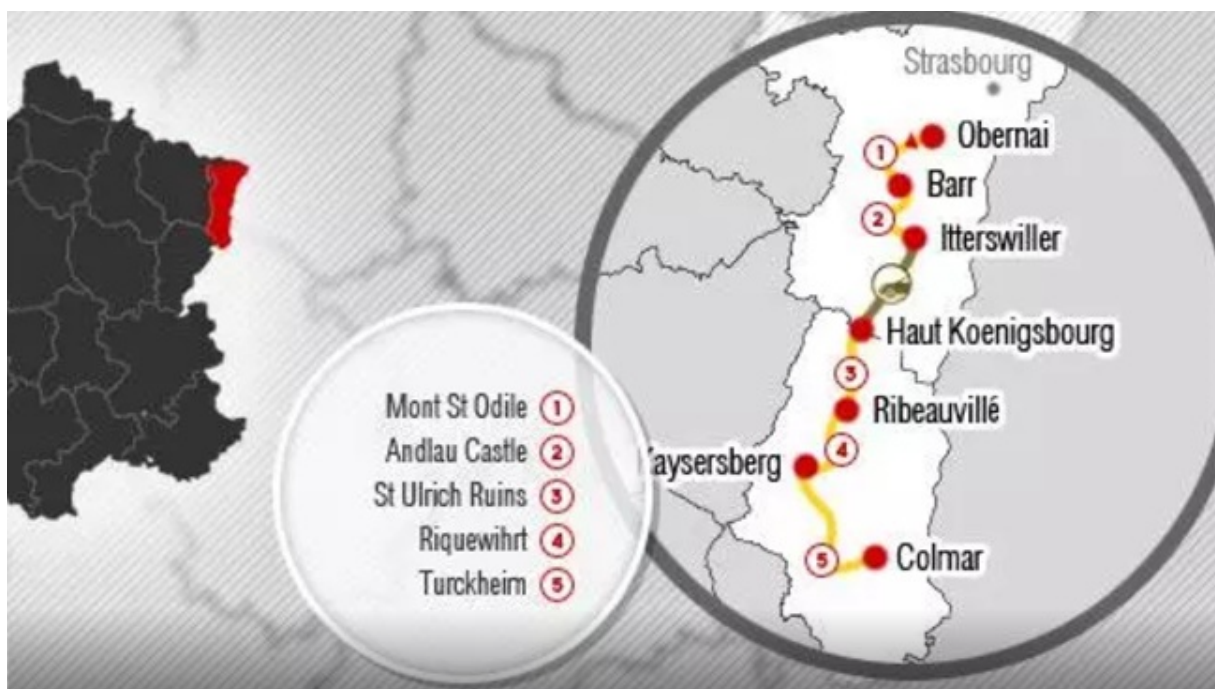 Strasbourg
Obernai
1
Barr
2
Itterswiller
Haut Koenigsbourg
3
Ribeauvillé
4
Kaysersberg
5
Colmar
Mont St Odile 1
Andlau Castle 2
St Ulrich Ruins 3
Riquewihrt 4
Turckheim 5